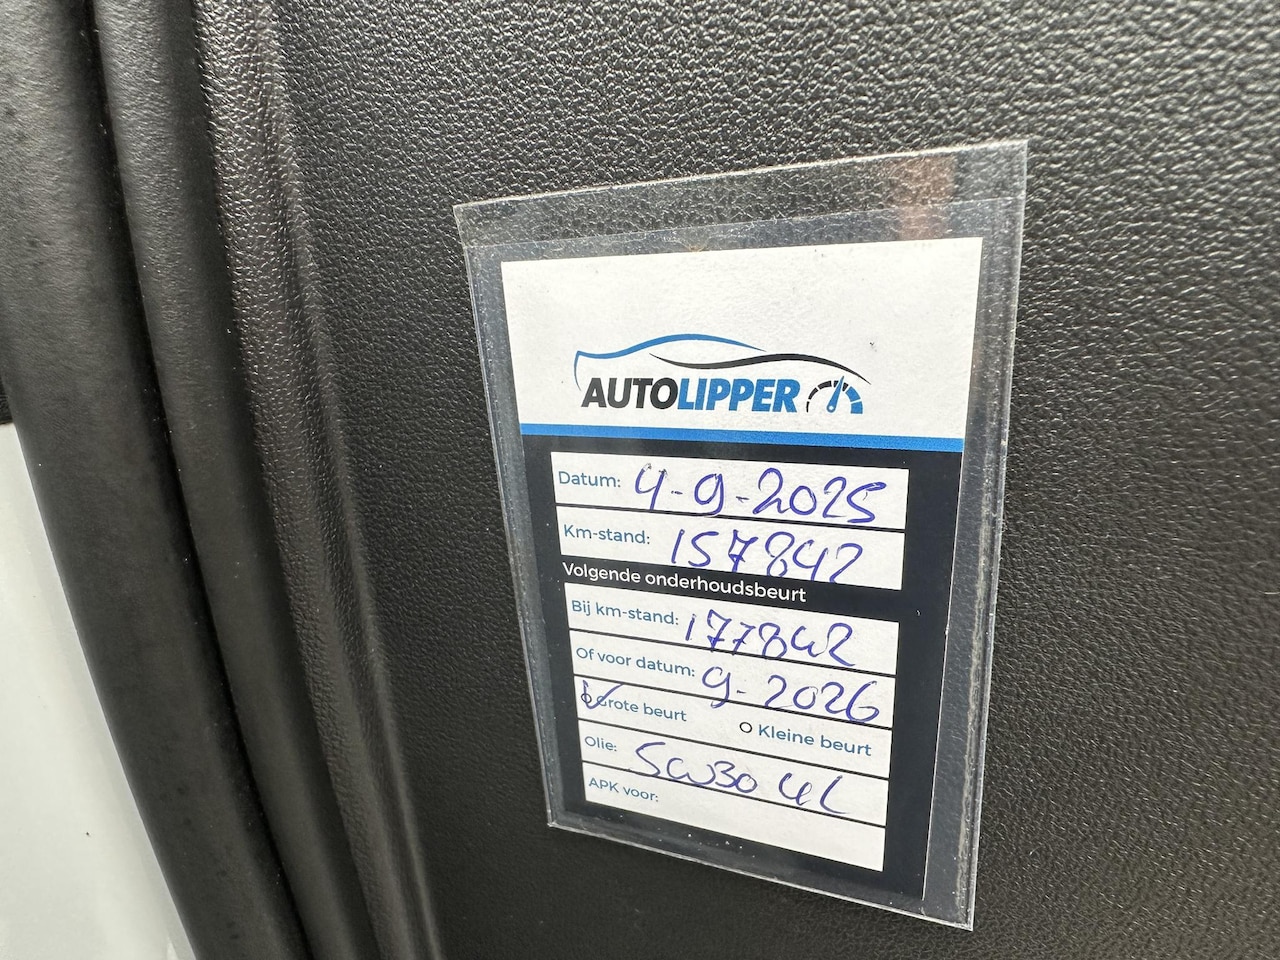 AUTOLIPPER
Datum: 4-9-2025
Km-stand: 157842
Volgende onderhoudsbeurt
Bij km-stand: 177842
Of voor datum: 9-2026
Grote beurt O Kleine beurt
Olie: 5W30 4L
APK voor: